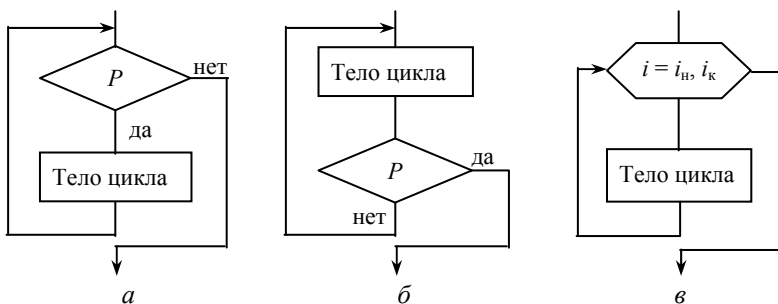 P
нет
да
Тело цикла
а
Тело цикла
P
да
нет
б
i = iн, iк
Тело цикла
в